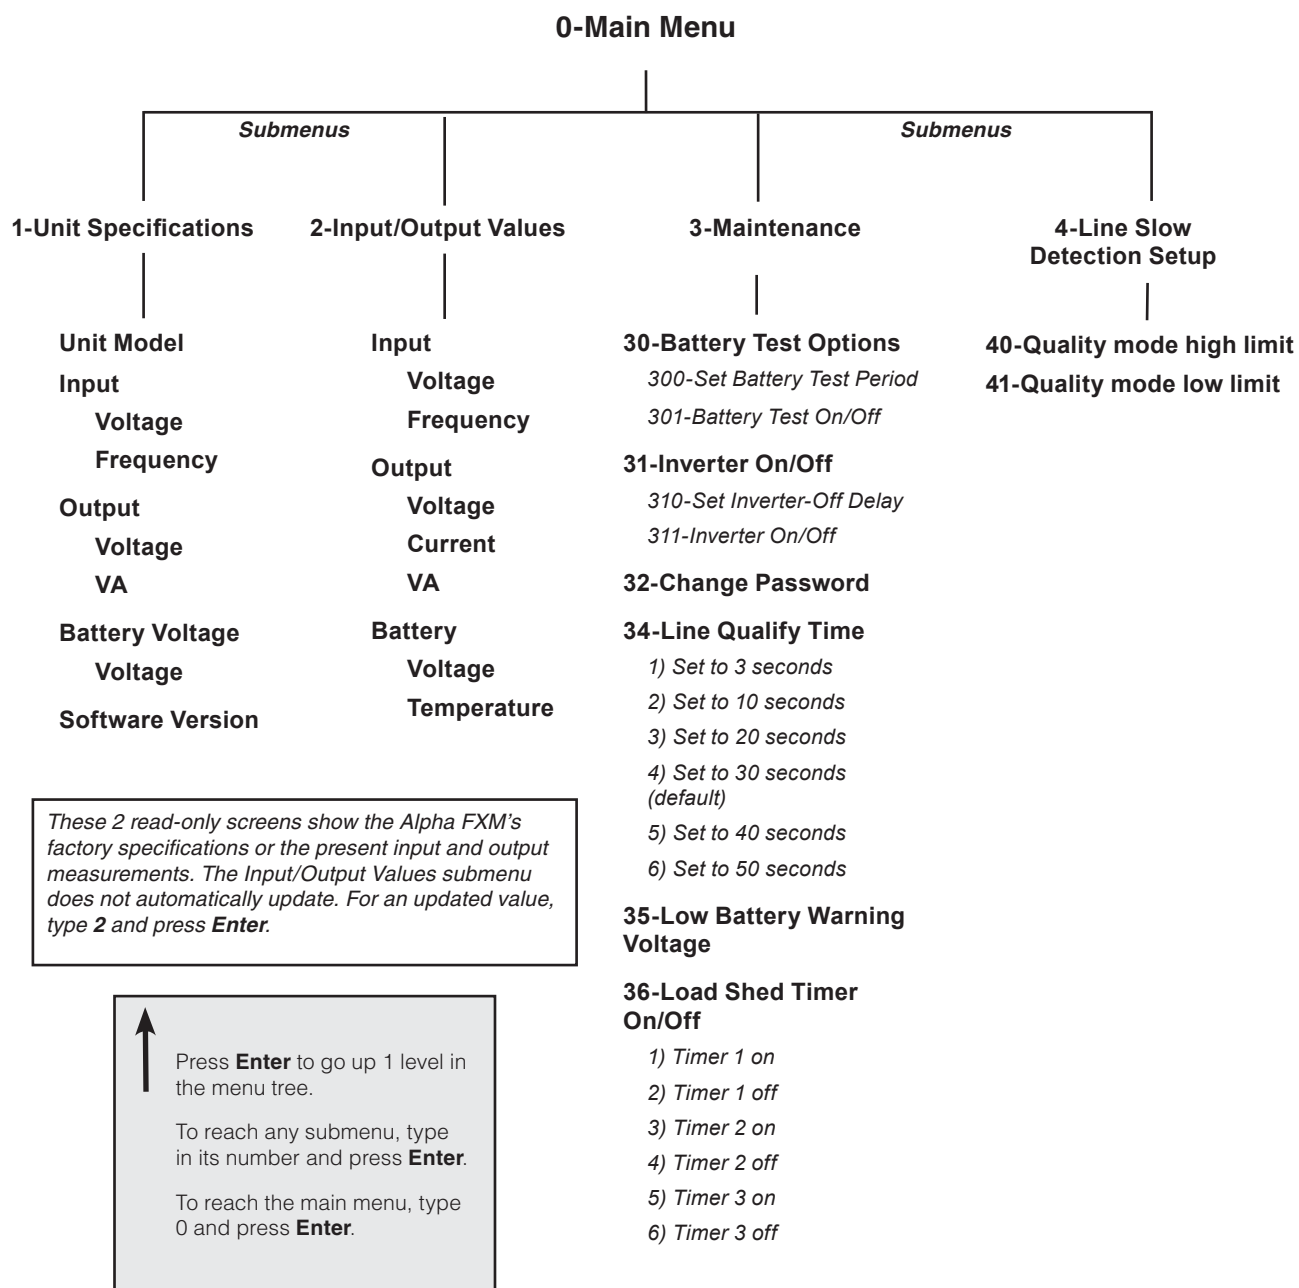 0-Main Menu
Submenus
Submenus
1-Unit Specifications
2-Input/Output Values
3-Maintenance
4-Line Slow
Detection Setup
Unit Model
Input
Voltage
Frequency
Output
Voltage
VA
Battery Voltage
Voltage
Software Version
Input
Voltage
Frequency
Output
Voltage
Current
VA
Battery
Voltage
Temperature
30-Battery Test Options
300-Set Battery Test Period
301-Battery Test On/Off
31-Inverter On/Off
310-Set Inverter-Off Delay
311-Inverter On/Off
32-Change Password
34-Line Qualify Time
1) Set to 3 seconds
2) Set to 10 seconds
3) Set to 20 seconds
4) Set to 30 seconds
(default)
5) Set to 40 seconds
6) Set to 50 seconds
35-Low Battery Warning
Voltage
36-Load Shed Timer
On/Off
1) Timer 1 on
2) Timer 1 off
3) Timer 2 on
4) Timer 2 off
5) Timer 3 on
6) Timer 3 off
40-Quality mode high limit
41-Quality mode low limit
These 2 read-only screens show the Alpha FXM's
factory specifications or the present input and output
measurements. The Input/Output Values submenu
does not automatically update. For an updated value,
type 2 and press Enter.
Press Enter to go up 1 level in
the menu tree.
To reach any submenu, type
in its number and press Enter.
To reach the main menu, type
0 and press Enter.